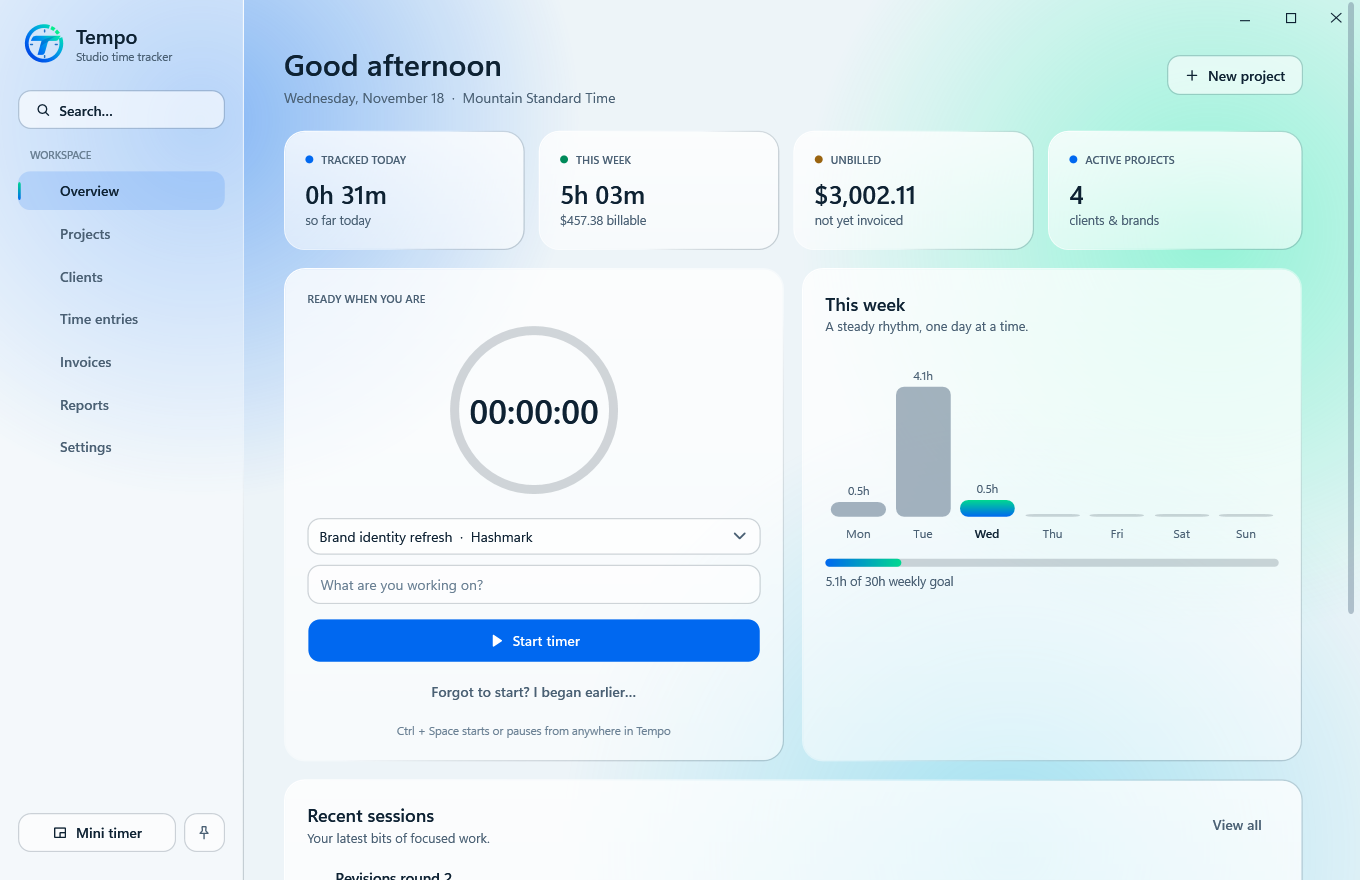 Tempo
Studio time tracker
Search...
WORKSPACE
Overview
Projects
Clients
Time entries
Invoices
Reports
Settings
Mini timer
Good afternoon
Wednesday, November 18 · Mountain Standard Time
New project
TRACKED TODAY
0h 31m
so far today
THIS WEEK
5h 03m
$457.38 billable
UNBILLED
$3,002.11
not yet invoiced
ACTIVE PROJECTS
4
clients & brands
READY WHEN YOU ARE
00:00:00
Brand identity refresh · Hashmark
What are you working on?
Start timer
Forgot to start? I began earlier...
Ctrl + Space starts or pauses from anywhere in Tempo
This week
A steady rhythm, one day at a time.
4.1h
0.5h
0.5h
Mon Tue Wed Thu Fri Sat Sun
5.1h of 30h weekly goal
Recent sessions
Your latest bits of focused work.
View all
Revisions round 2